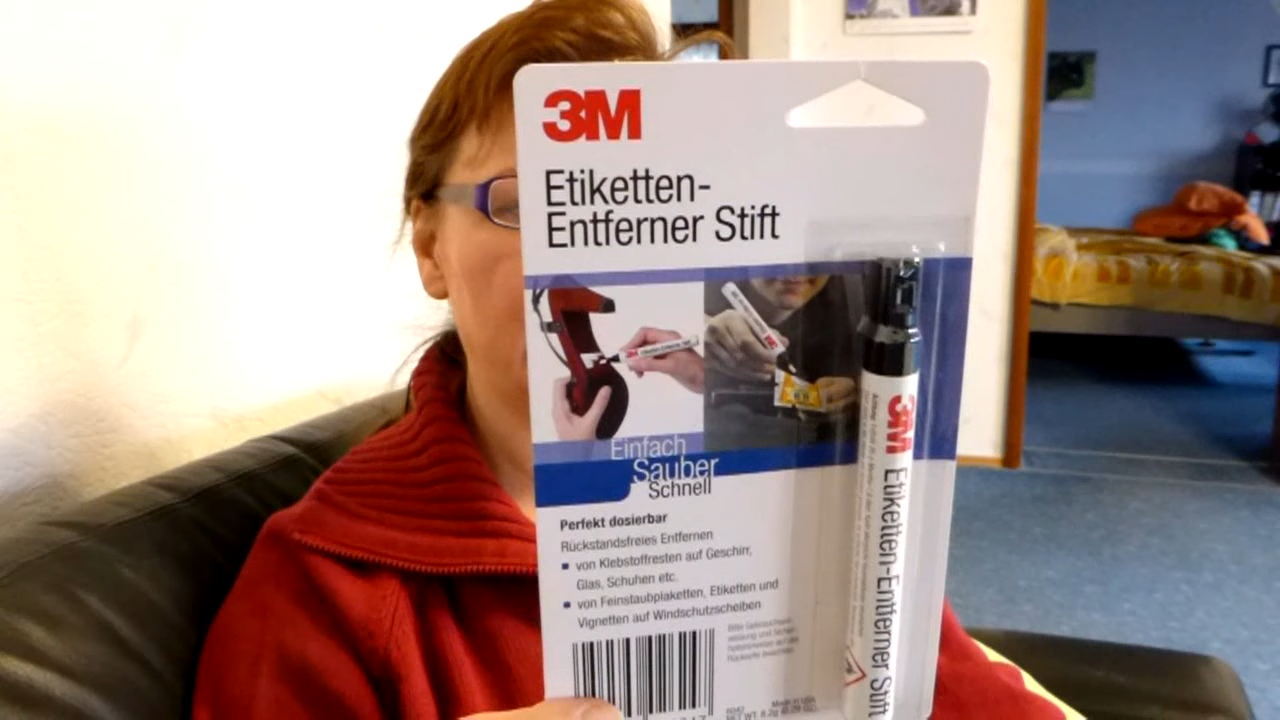 3M
Etiketten-
Entferner Stift
Einfach
Sauber
Schnell
Perfekt dosierbar
Rückstandsfreies Entfernen
▪ von Klebstoffresten auf Geschirr,
Glas, Schuhen etc.
▪ von Feinstaubplaketten, Etiketten und
Vignetten auf Windschutzscheiben
Made in USA
3M Etiketten-Entferner Stift